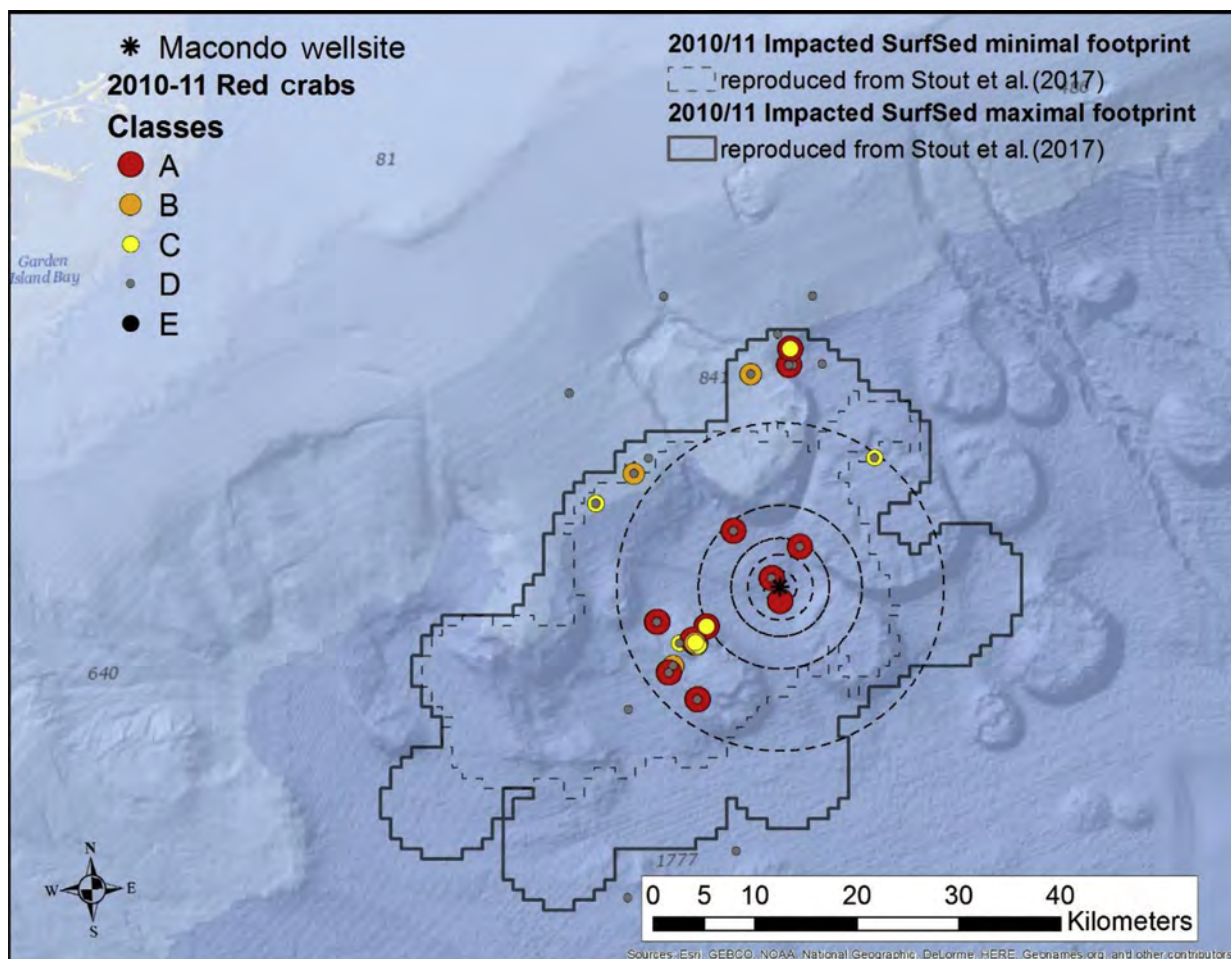 Macondo wellsite
2010-11 Red crabs
Classes
A
B
C
D
E
2010/11 Impacted SurfSed minimal footprint
reproduced from Stout et al. (2017)
2010/11 Impacted SurfSed maximal footprint
reproduced from Stout et al. (2017)
486
81
Garden
Island Bay
841
640
1777
N
W E
S
0 5 10 20 30 40
Kilometers
Sources: Esri, GEBCO, NOAA, National Geographic, DeLorme, HERE, Geonames.org, and other contributor